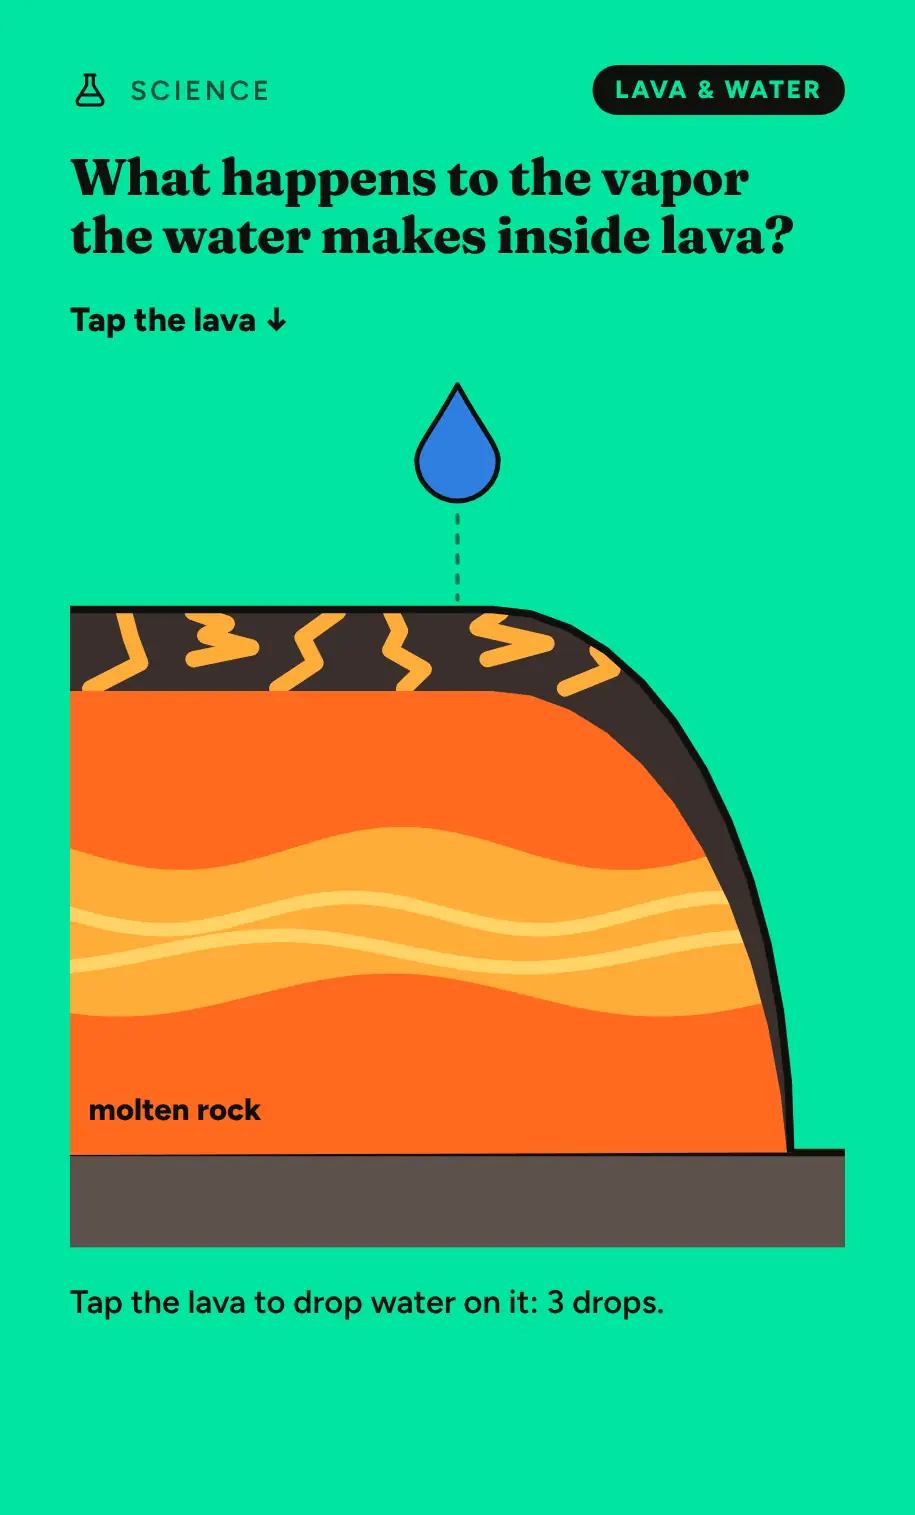 SCIENCE
LAVA & WATER
What happens to the vapor
the water makes inside lava?
Tap the lava ↓
molten rock
Tap the lava to drop water on it: 3 drops.